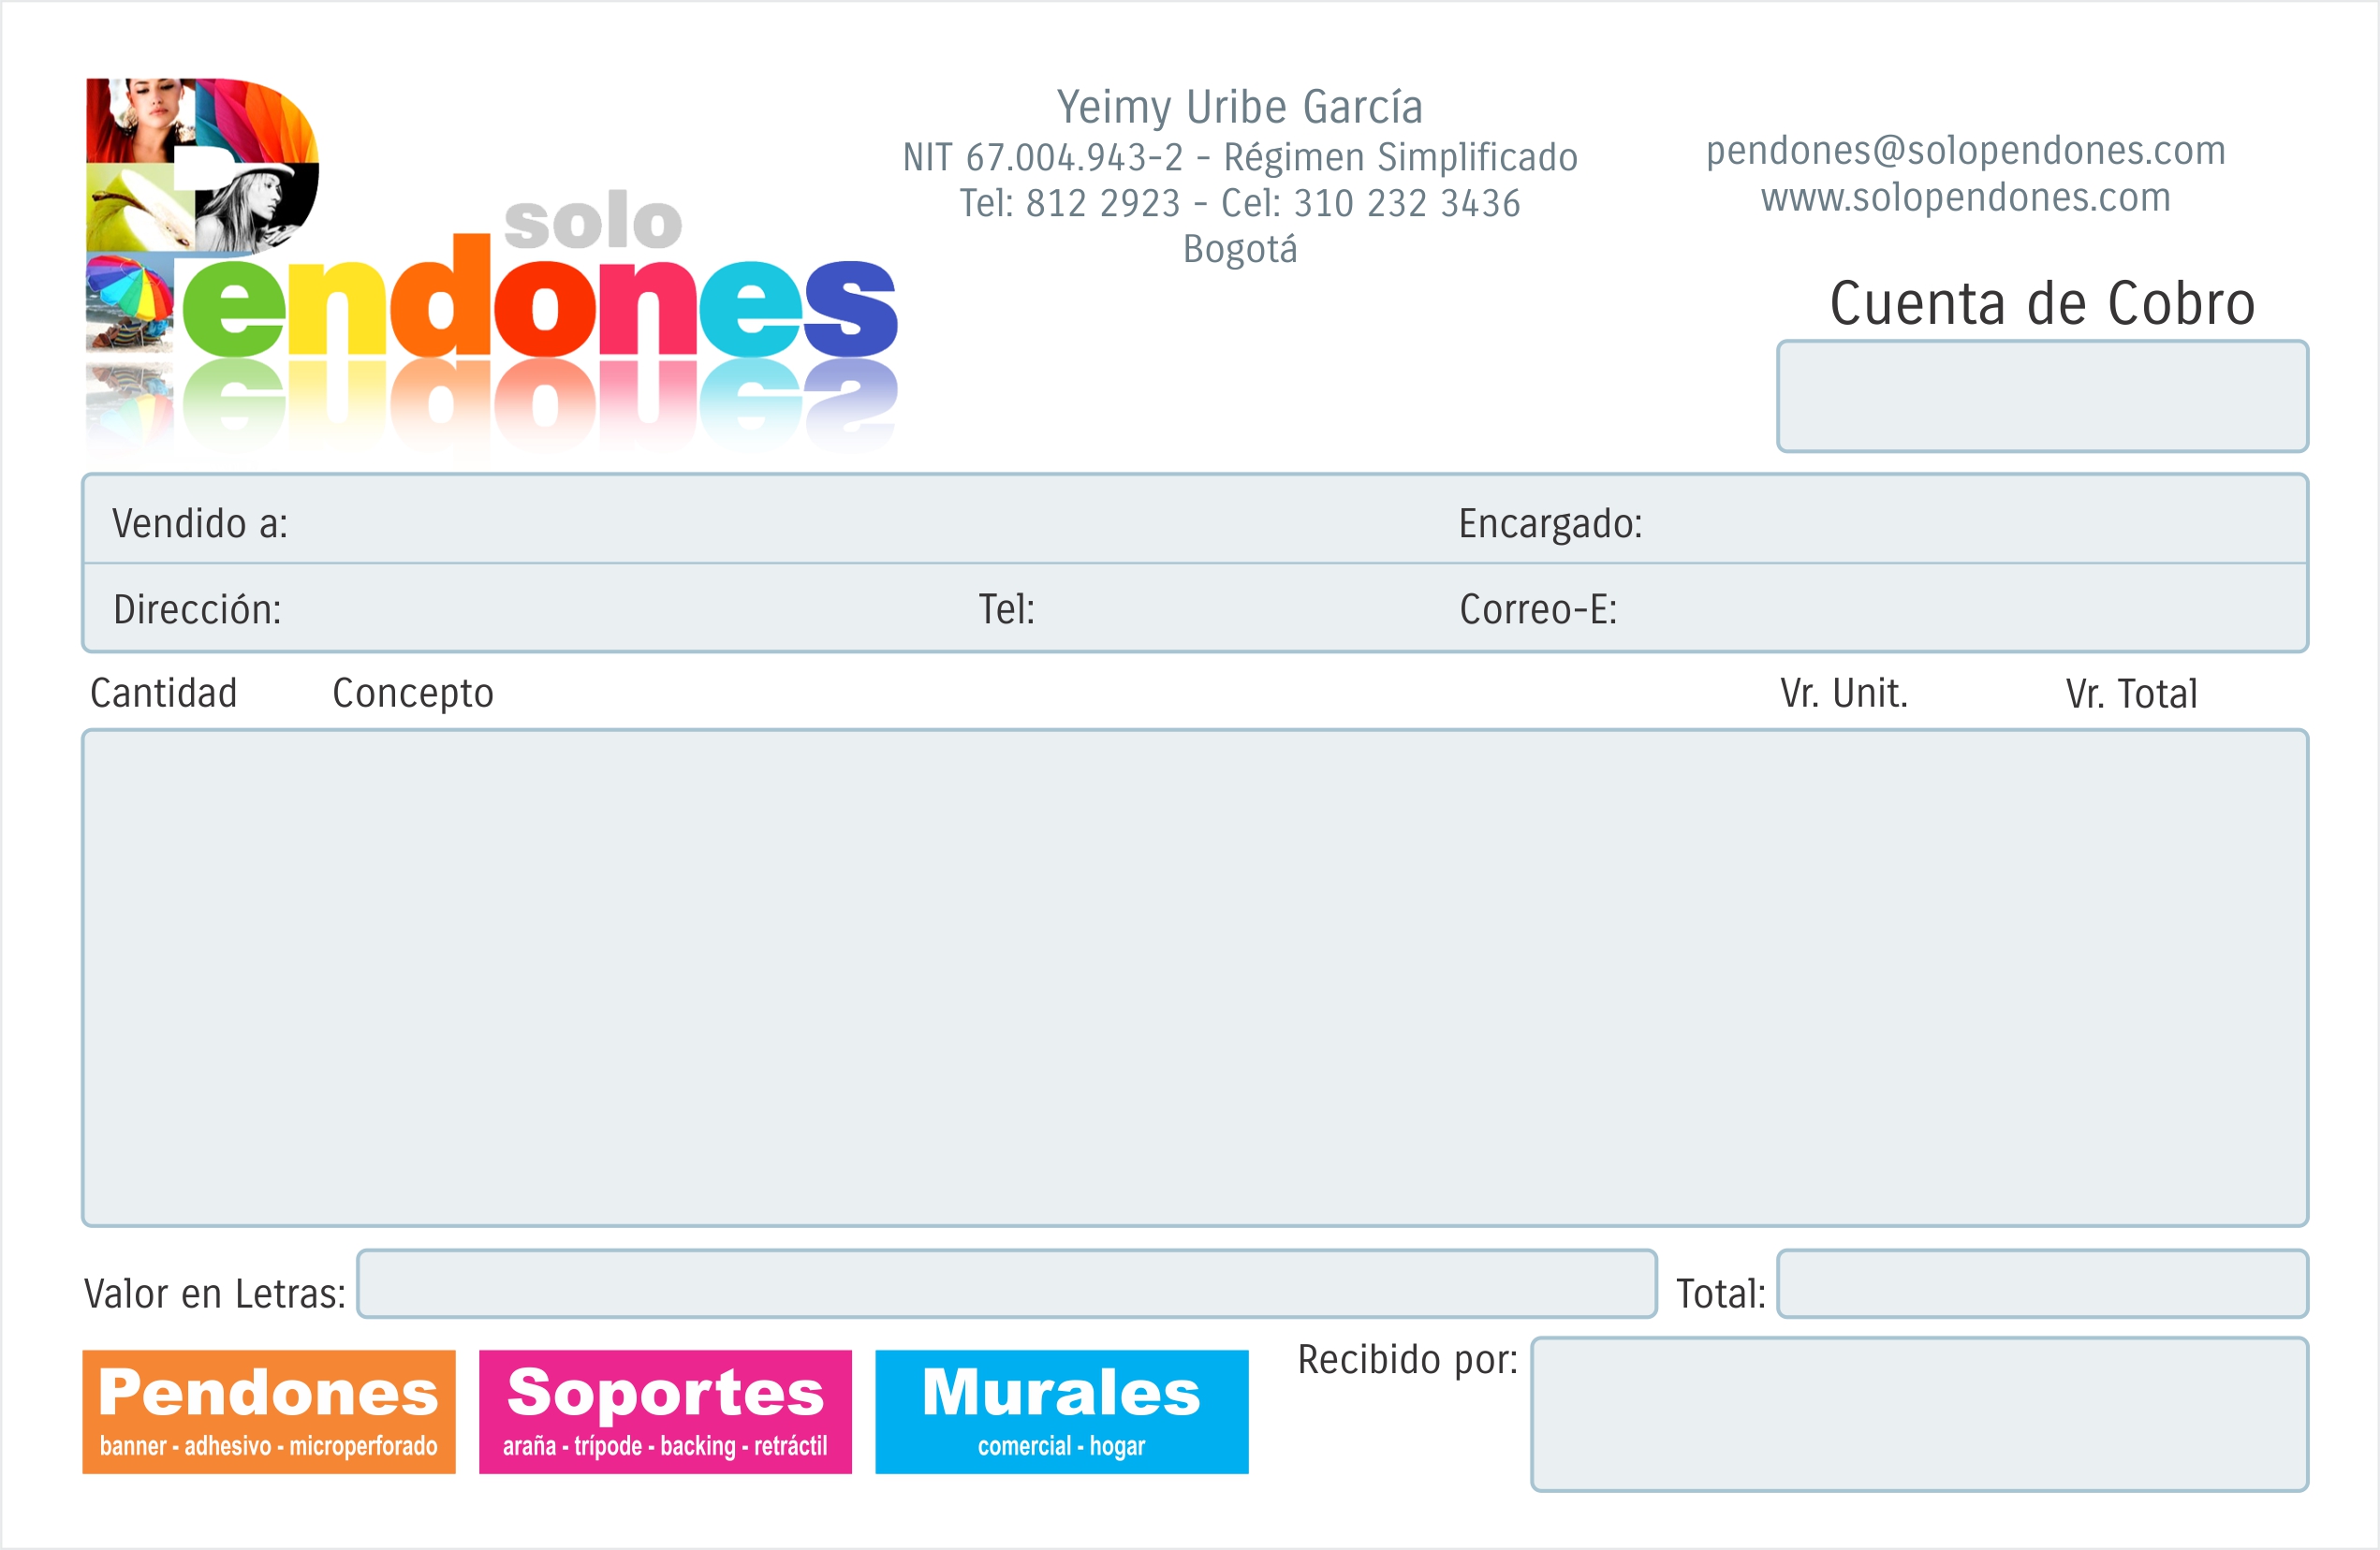 solo
Pendones
Yeimy Uribe García
NIT 67.004.943-2 - Régimen Simplificado
Tel: 812 2923 - Cel: 310 232 3436
Bogotá
pendones@solopendones.com
www.solopendones.com
Cuenta de Cobro
Vendido a: Encargado:
Dirección: Tel: Correo-E:
Cantidad Concepto Vr. Unit. Vr. Total
Valor en Letras: Total:
Recibido por:
Pendones
banner - adhesivo - microperforado
Soportes
araña - trípode - backing - retráctil
Murales
comercial - hogar